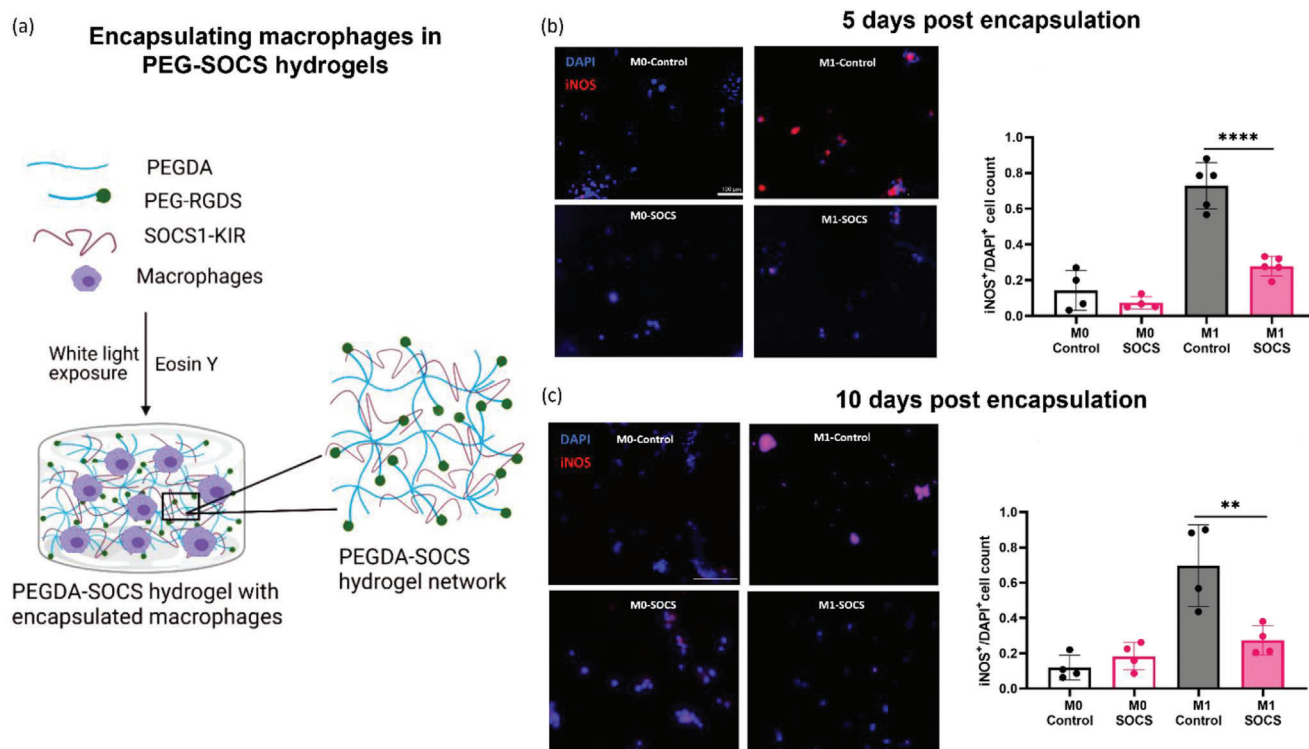 (a)
Encapsulating macrophages in
PEG-SOCS hydrogels
PEGDA
PEG-RGDS
SOCS1-KIR
Macrophages
White light
exposure
Eosin Y
PEGDA-SOCS hydrogel with
encapsulated macrophages
PEGDA-SOCS
hydrogel network
(b)
5 days post encapsulation
DAPI
iNOS
M0-Control
M1-Control
100 µm
M0-SOCS
M1-SOCS
iNOS⁺/DAPI⁺ cell count
1.0
0.8
0.6
0.4
0.2
0.0
****
M0
Control
M0
SOCS
M1
Control
M1
SOCS
(c)
10 days post encapsulation
DAPI
iNOS
M0-Control
M1-Control
M0-SOCS
M1-SOCS
iNOS⁺/DAPI⁺ cell count
1.0
0.8
0.6
0.4
0.2
0.0
**
M0
Control
M0
SOCS
M1
Control
M1
SOCS